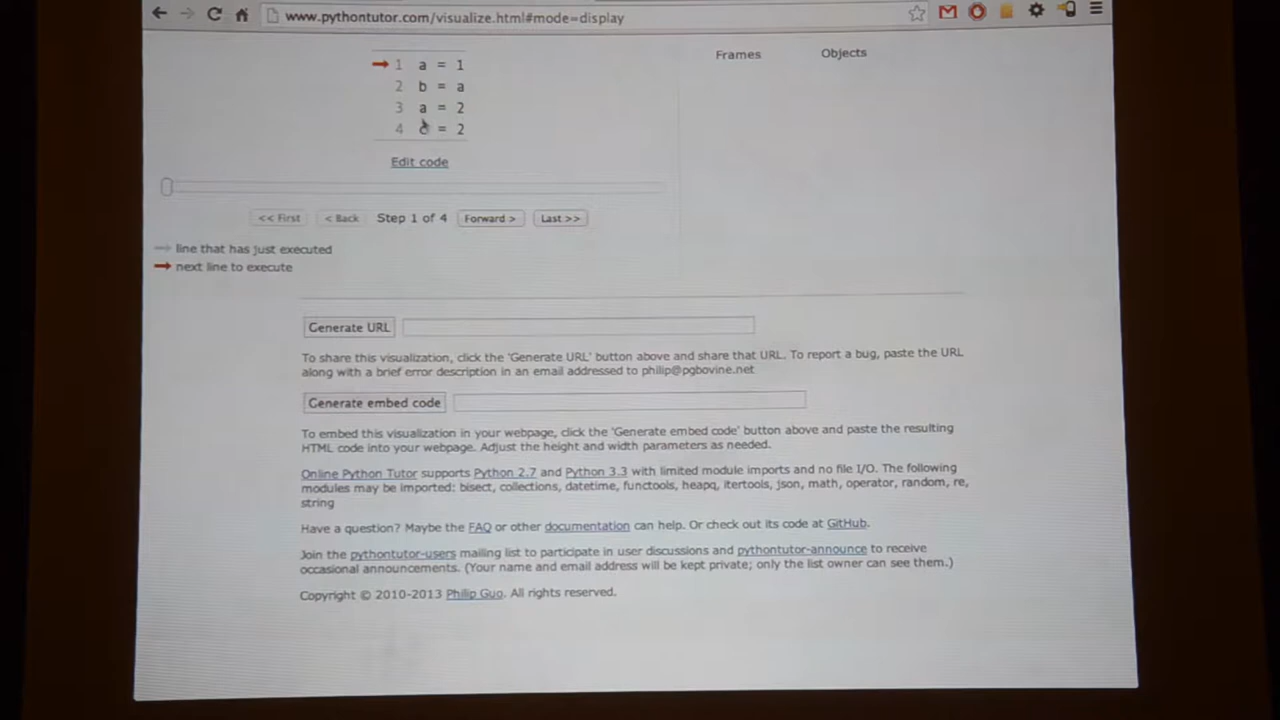 www.pythontutor.com/visualize.html#mode=display
Frames Objects
1 a = 1
2 b = a
3 a = 2
4 c = 2
Edit code
<< First < Back Step 1 of 4 Forward > Last >>
line that has just executed
next line to execute
Generate URL
To share this visualization, click the 'Generate URL' button above and share that URL. To report a bug, paste the URL
along with a brief error description in an email addressed to philip@pgbovine.net
Generate embed code
To embed this visualization in your webpage, click the 'Generate embed code' button above and paste the resulting
HTML code into your webpage. Adjust the height and width parameters as needed.
Online Python Tutor supports Python 2.7 and Python 3.3 with limited module imports and no file I/O. The following
modules may be imported: bisect, collections, datetime, functools, heapq, itertools, json, math, operator, random, re,
string
Have a question? Maybe the FAQ or other documentation can help. Or check out its code at GitHub.
Join the pythontutor-users mailing list to participate in user discussions and pythontutor-announce to receive
occasional announcements. (Your name and email address will be kept private; only the list owner can see them.)
Copyright © 2010-2013 Philip Guo. All rights reserved.